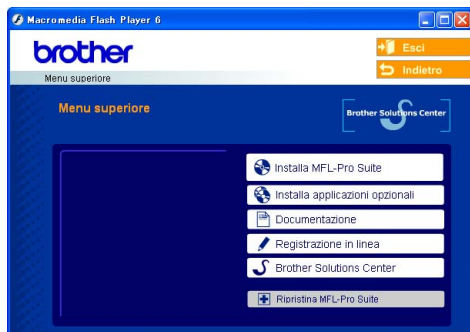 Macromedia Flash Player 6
brother
Esci
Indietro
Menu superiore
Menu superiore
Brother Solutions Center
Installa MFL-Pro Suite
Installa applicazioni opzionali
Documentazione
Registrazione in linea
Brother Solutions Center
Ripristina MFL-Pro Suite